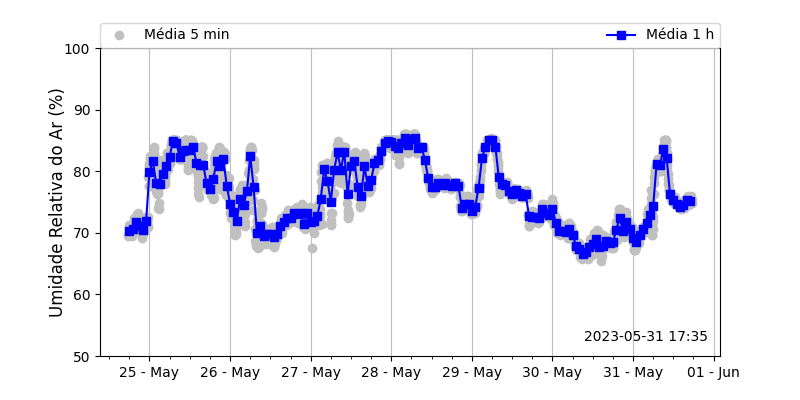 Média 5 min Média 1 h
Umidade Relativa do Ar (%)
100
90
80
70
60
50
2023-05-31 17:35
25 - May 26 - May 27 - May 28 - May 29 - May 30 - May 31 - May 01 - Jun